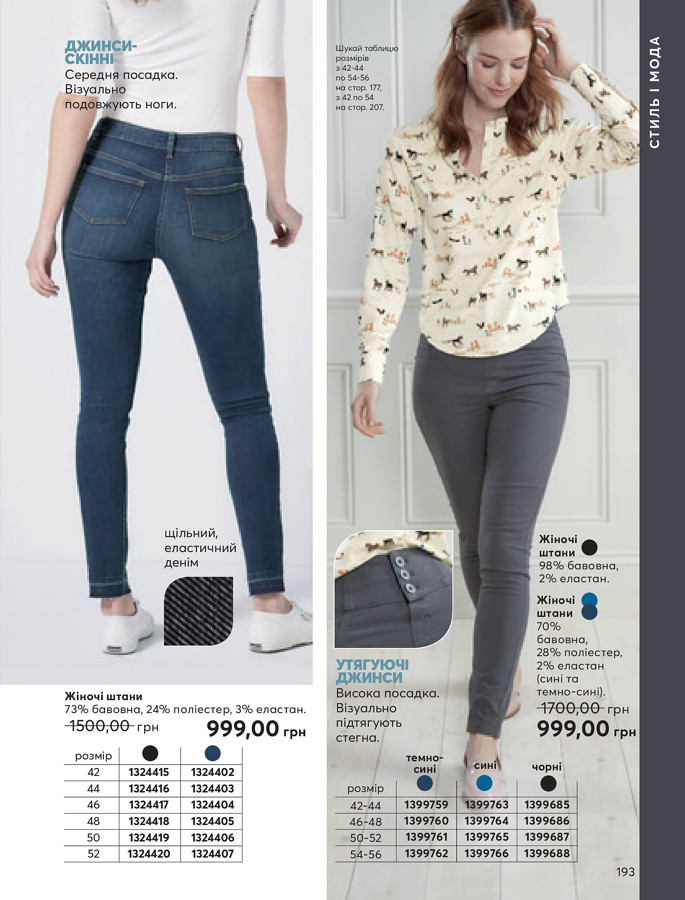 ДЖИНСИ-
СКІННІ
Середня посадка.
Візуально
подовжують ноги.
щільний,
еластичний
денім
Жіночі штани
73% бавовна, 24% поліестер, 3% еластан.
1500,00 грн
999,00 грн
розмір
42 1324415 1324402
44 1324416 1324403
46 1324417 1324404
48 1324418 1324405
50 1324419 1324406
52 1324420 1324407
Шукай таблицю
розмірів
з 42-44
по 54-56
на стор. 177,
з 42 по 54
на стор. 207.
СТИЛЬ І МОДА
Жіночі
штани
98% бавовна,
2% еластан.
Жіночі
штани
70%
бавовна,
28% поліестер,
2% еластан
(сині та
темно-сині).
1700,00 грн
999,00 грн
УТЯГУЮЧІ
ДЖИНСИ
Висока посадка.
Візуально
підтягують
стегна.
темно-
сині сині чорні
розмір
42-44 1399759 1399763 1399685
46-48 1399760 1399764 1399686
50-52 1399761 1399765 1399687
54-56 1399762 1399766 1399688
193